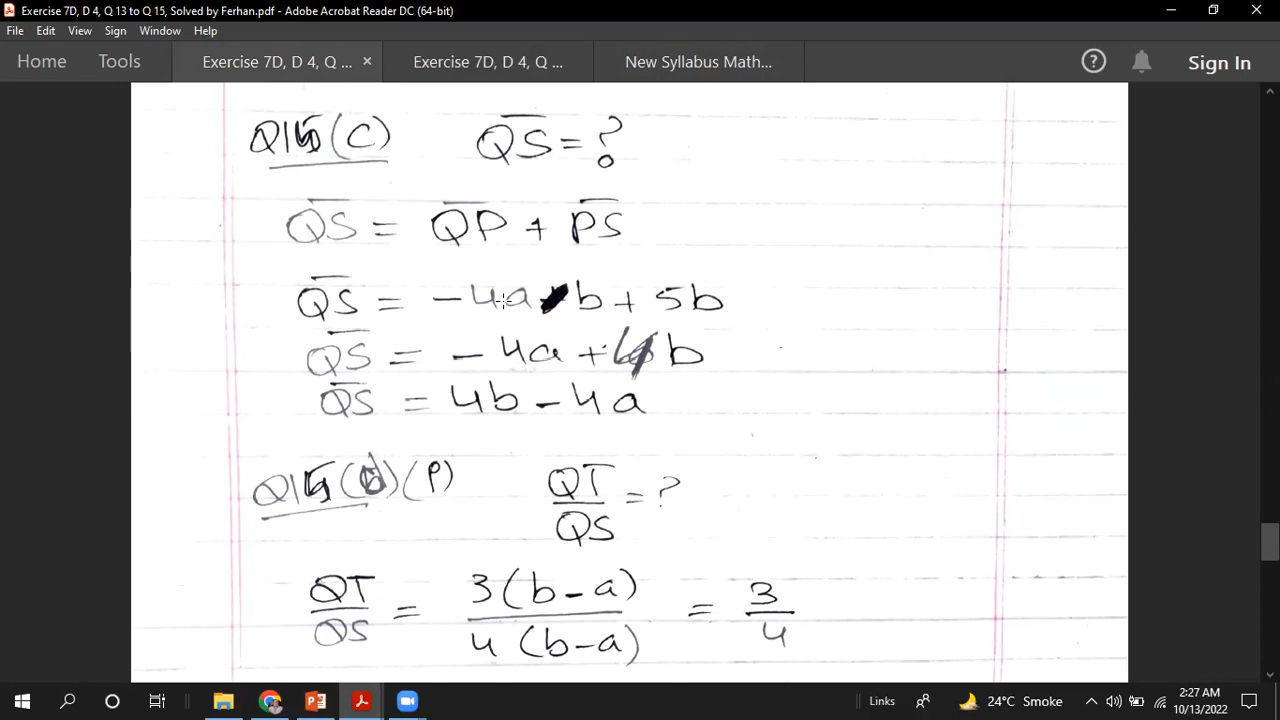 Exercise 7D, D 4, Q 13 to Q 15, Solved by Ferhan.pdf - Adobe Acrobat Reader DC (64-bit)
File Edit View Sign Window Help
Home Tools Exercise 7D, D 4, Q ... × Exercise 7D, D 4, Q ... New Syllabus Math... Sign In
Q15(C) QS = ?
QS = QP + PS
QS = -4a - b + 5b
QS = -4a + 4b
QS = 4b - 4a
Q15(d)(P) QT/QS = ?
QT/QS = 3(b-a)/4(b-a) = 3/4
Links 24°C Smoke 2:27 AM
10/13/2022